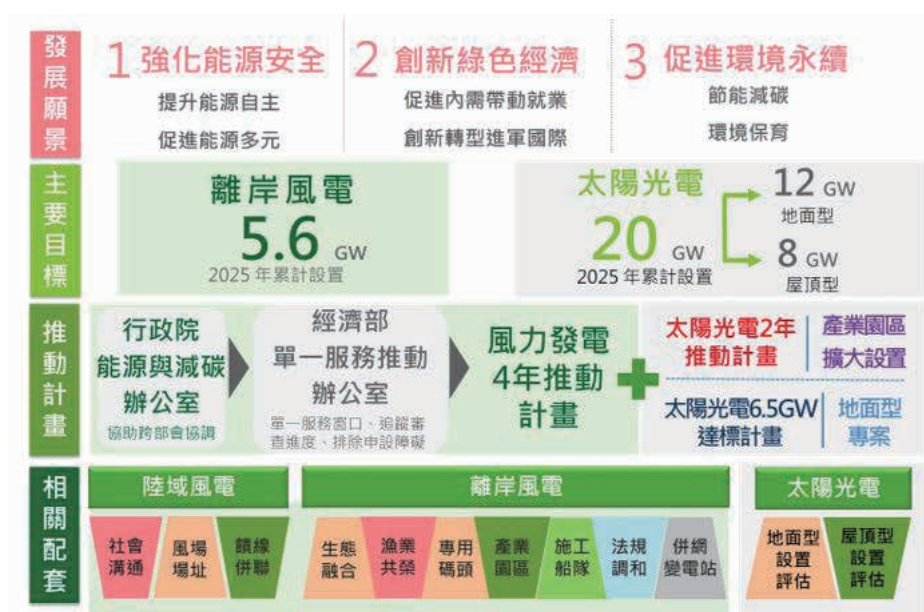 發展願景
1 強化能源安全
提升能源自主
促進能源多元
2 創新綠色經濟
促進內需帶動就業
創新轉型進軍國際
3 促進環境永續
節能減碳
環境保育
主要目標
離岸風電
5.6 GW
2025年累計設置
太陽光電
20 GW
2025年累計設置
12 GW
地面型
8 GW
屋頂型
推動計畫
行政院
能源與減碳
辦公室
協助跨部會協調
經濟部
單一服務推動
辦公室
單一服務窗口、追蹤審
查進度、排除申設障礙
風力發電
4年推動
計畫
太陽光電2年
推動計畫
產業園區
擴大設置
太陽光電6.5GW
達標計畫
地面型
專案
相關配套
陸域風電
社會
溝通
風場
場址
饋線
併聯
離岸風電
生態
融合
漁業
共榮
專用
碼頭
產業
園區
施工
船隊
法規
調和
併網
變電站
太陽光電
地面型
設置
評估
屋頂型
設置
評估